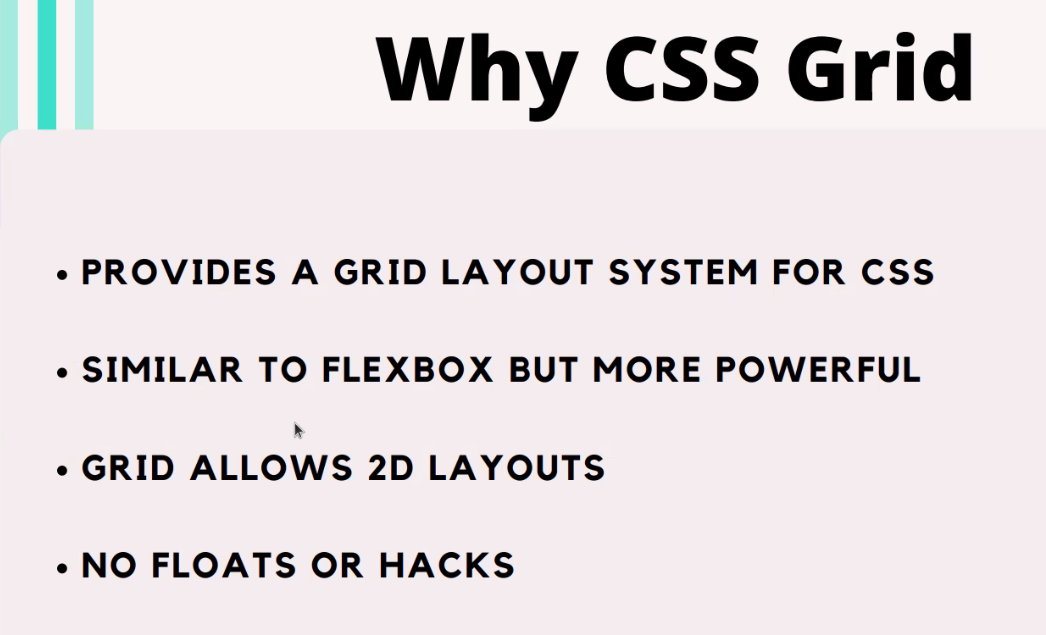 Why CSS Grid
• PROVIDES A GRID LAYOUT SYSTEM FOR CSS
• SIMILAR TO FLEXBOX BUT MORE POWERFUL
• GRID ALLOWS 2D LAYOUTS
• NO FLOATS OR HACKS